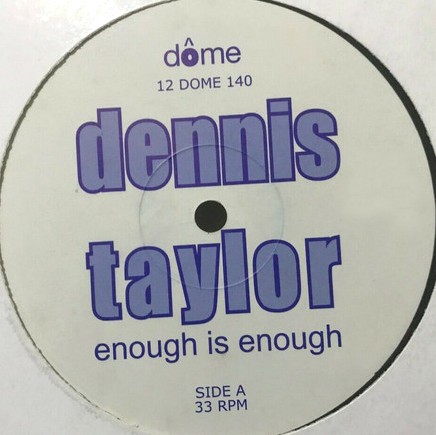 dôme
12 DOME 140
dennis
taylor
enough is enough
SIDE A
33 RPM